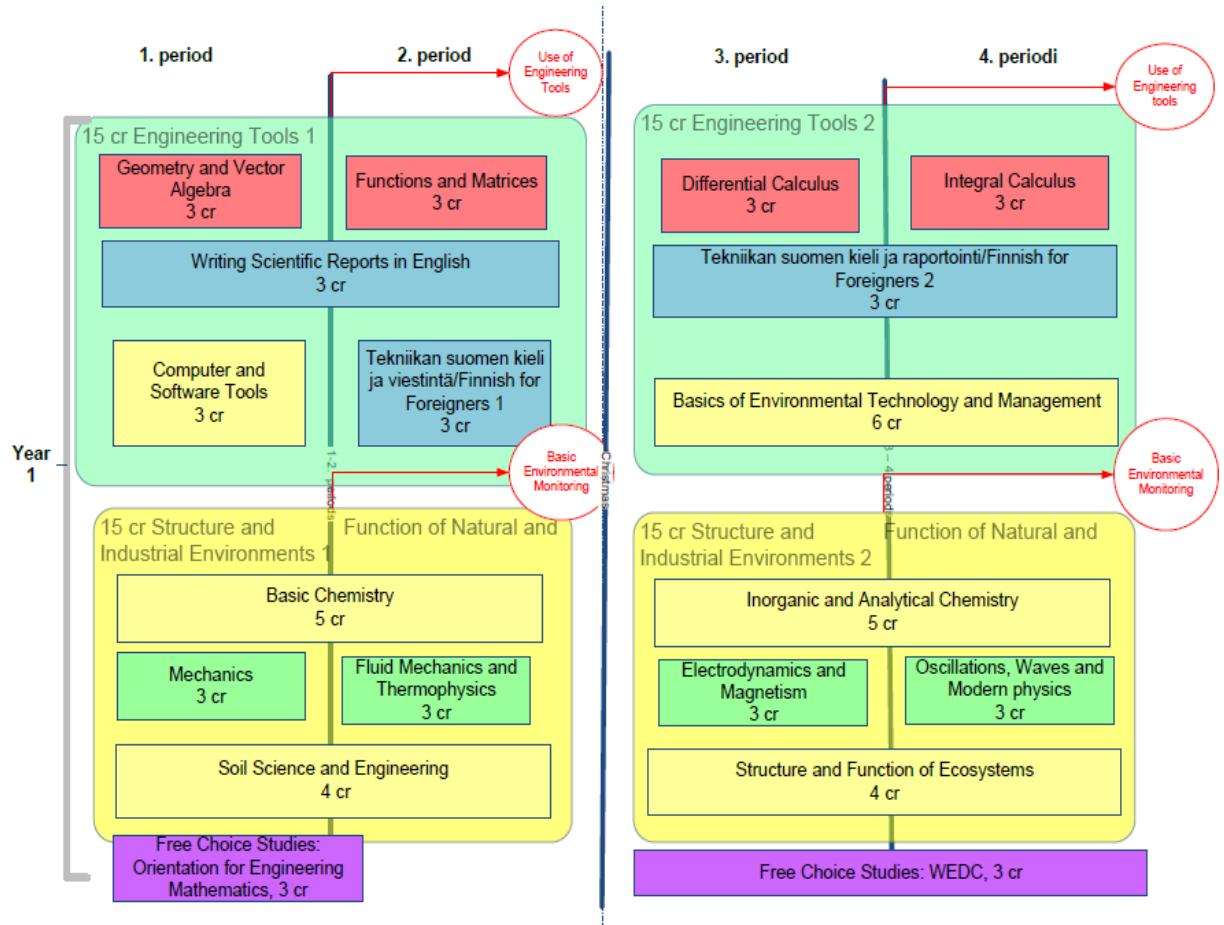 1. period
2. period
Use of
Engineering
Tools
3. period
4. periodi
Use of
Engineering
tools
15 cr Engineering Tools 1
Geometry and Vector
Algebra
3 cr
Functions and Matrices
3 cr
Writing Scientific Reports in English
3 cr
Computer and
Software Tools
3 cr
Tekniikan suomen kieli
ja viestintä/Finnish for
Foreigners 1
3 cr
15 cr Engineering Tools 2
Differential Calculus
3 cr
Integral Calculus
3 cr
Tekniikan suomen kieli ja raportointi/Finnish for
Foreigners 2
3 cr
Basics of Environmental Technology and Management
6 cr
Year
1
1-2. periods
Basic
Environmental
Monitoring
Christmas
3 – 4 period
Basic
Environmental
Monitoring
15 cr Structure and Function of Natural and
Industrial Environments 1
Basic Chemistry
5 cr
Mechanics
3 cr
Fluid Mechanics and
Thermophysics
3 cr
Soil Science and Engineering
4 cr
Free Choice Studies:
Orientation for Engineering
Mathematics, 3 cr
15 cr Structure and Function of Natural and
Industrial Environments 2
Inorganic and Analytical Chemistry
5 cr
Electrodynamics and
Magnetism
3 cr
Oscillations, Waves and
Modern physics
3 cr
Structure and Function of Ecosystems
4 cr
Free Choice Studies: WEDC, 3 cr